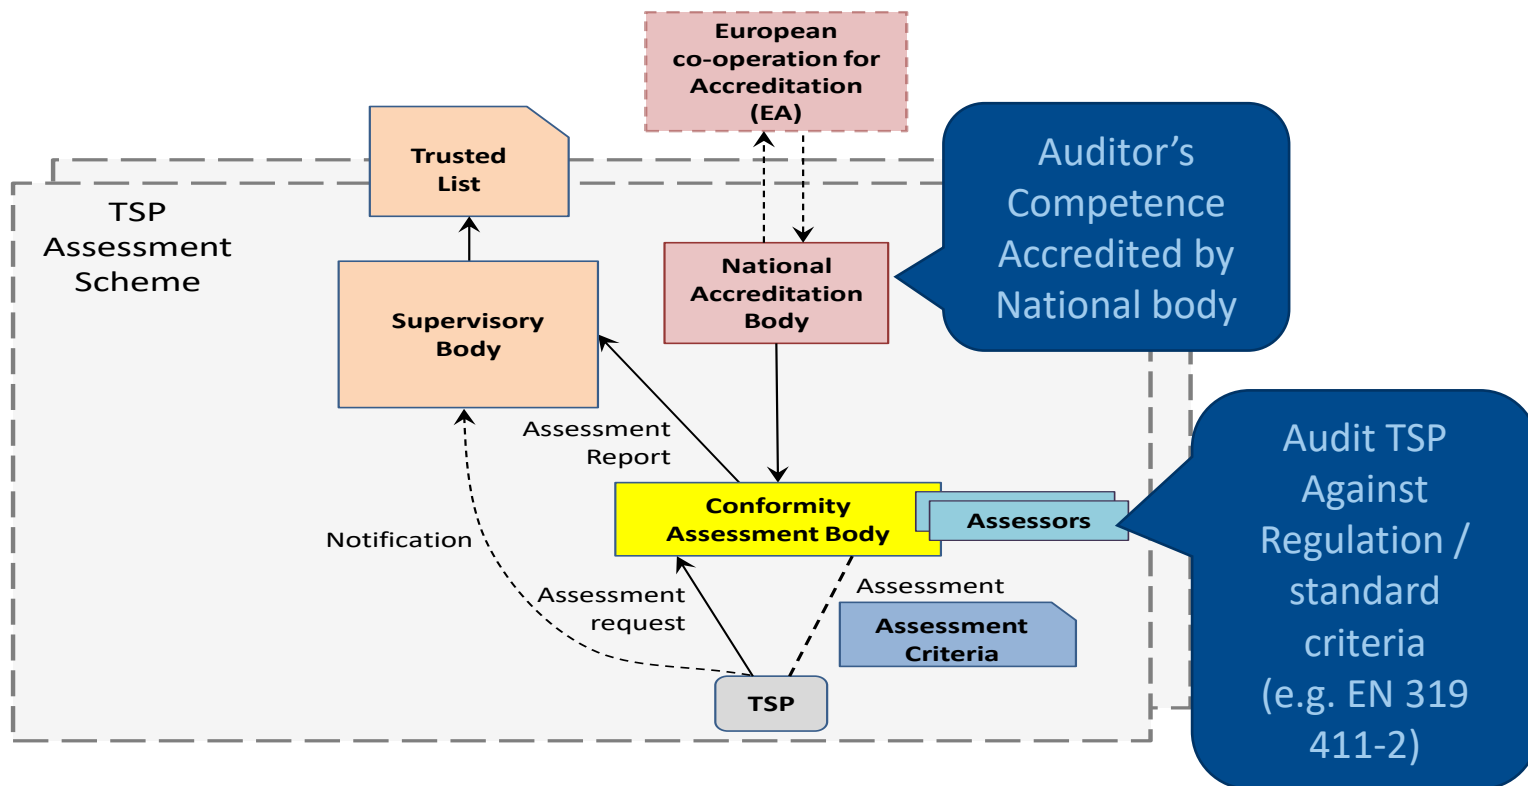 European
co-operation for
Accreditation
(EA)
Trusted
List
Auditor’s
Competence
Accredited by
National body
TSP
Assessment
Scheme
National
Accreditation
Body
Supervisory
Body
Assessment
Report
Audit TSP
Against
Regulation /
standard
criteria
(e.g. EN 319
411-2)
Conformity
Assessment Body
Assessors
Notification
Assessment
request
Assessment
Assessment
Criteria
TSP